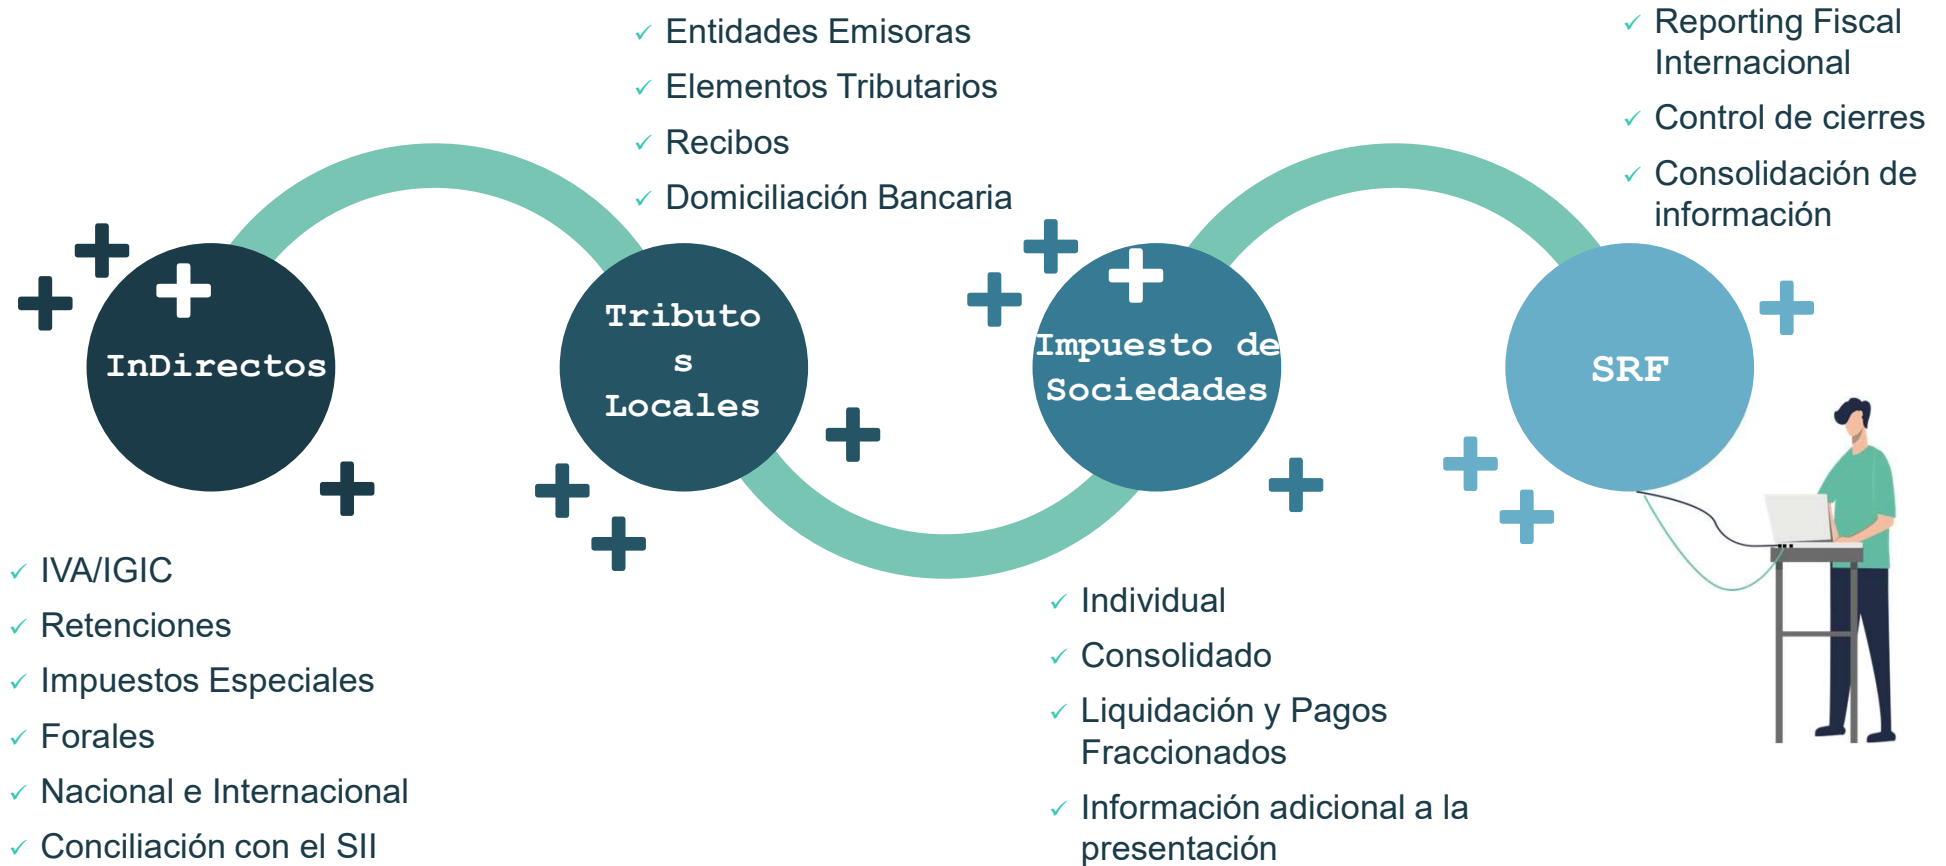 InDirectos
IVA/IGIC
Retenciones
Impuestos Especiales
Forales
Nacional e Internacional
Conciliación con el SII
Entidades Emisoras
Elementos Tributarios
Recibos
Domiciliación Bancaria
Tributo
s
Locales
Impuesto de
Sociedades
Individual
Consolidado
Liquidación y Pagos
Fraccionados
Información adicional a la
presentación
Reporting Fiscal
Internacional
Control de cierres
Consolidación de
información
SRF